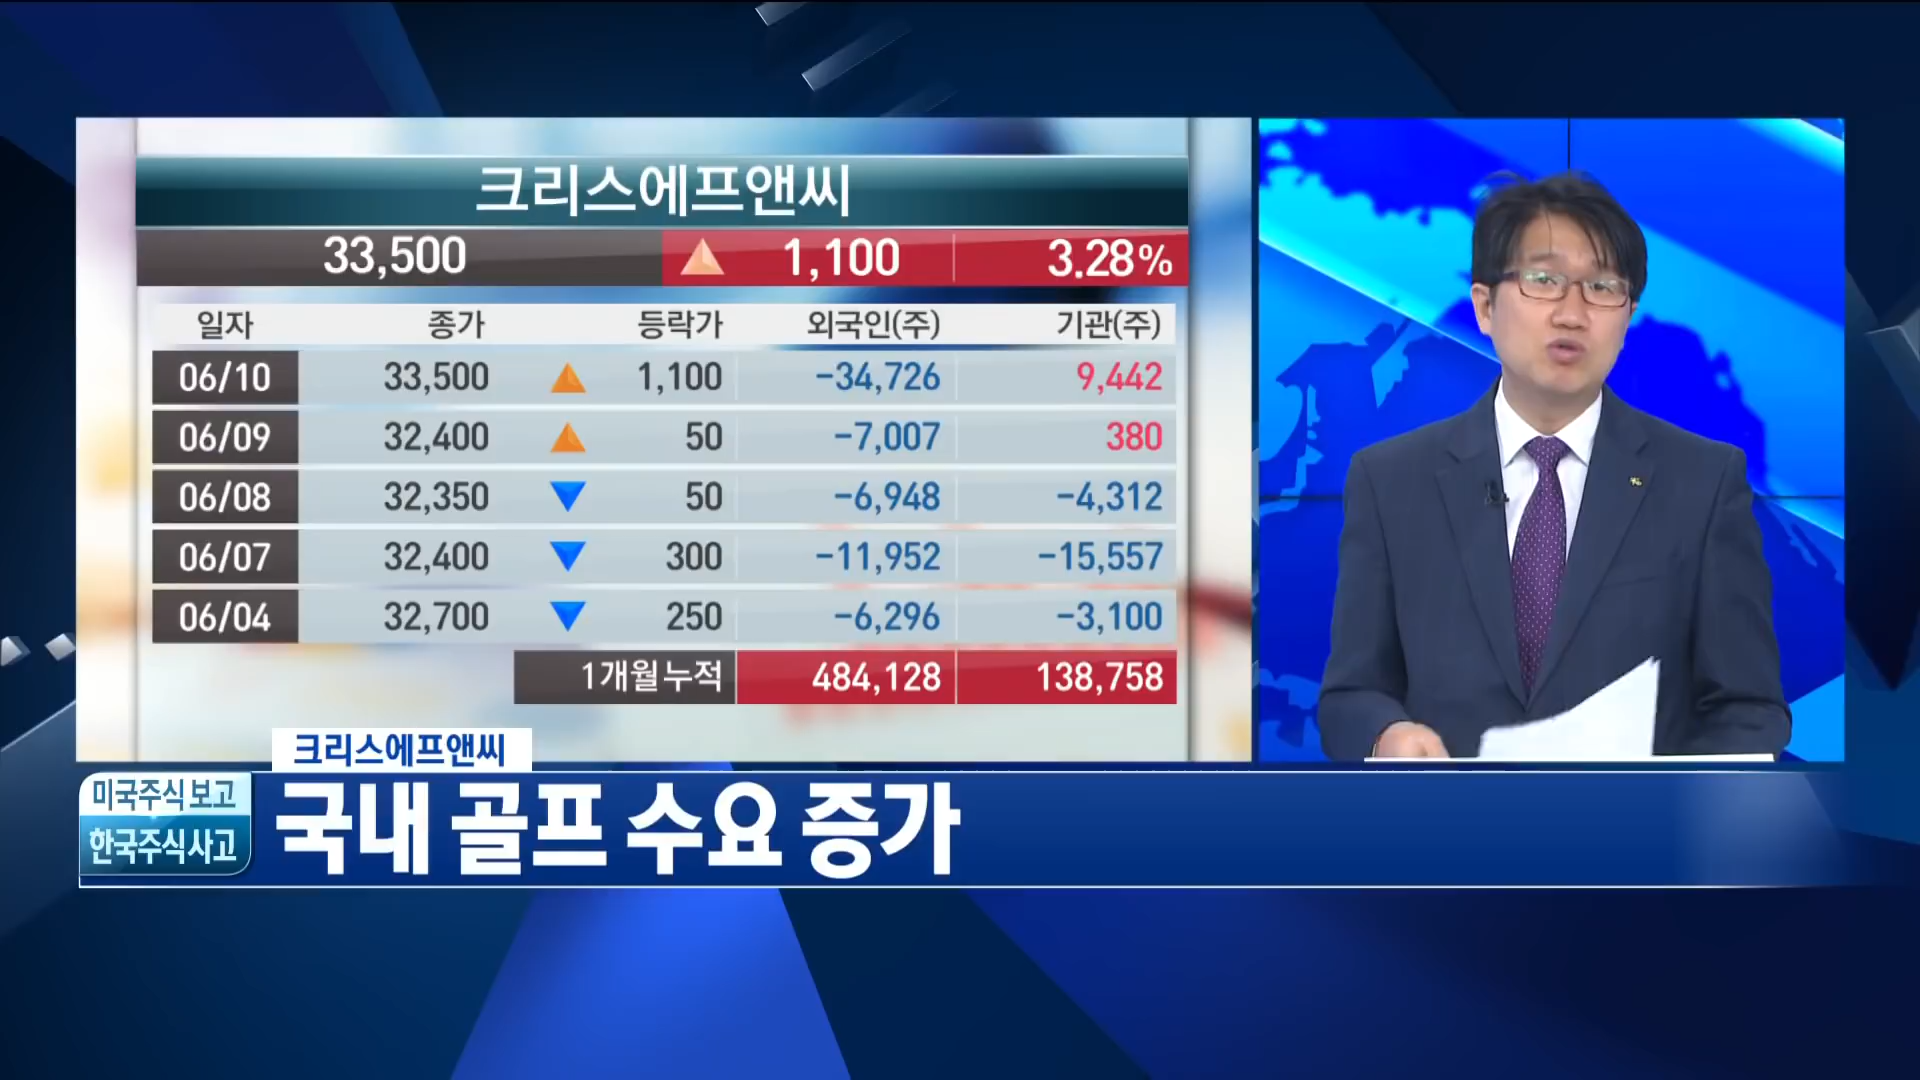 크리스에프앤씨
33,500 ▲ 1,100 3.28%
일자 종가 등락가 외국인(주) 기관(주)
06/10 33,500 ▲ 1,100 -34,726 9,442
06/09 32,400 ▲ 50 -7,007 380
06/08 32,350 ▼ 50 -6,948 -4,312
06/07 32,400 ▼ 300 -11,952 -15,557
06/04 32,700 ▼ 250 -6,296 -3,100
1개월누적 484,128 138,758
크리스에프앤씨
미국주식 보고
한국주식 사고
국내 골프 수요 증가